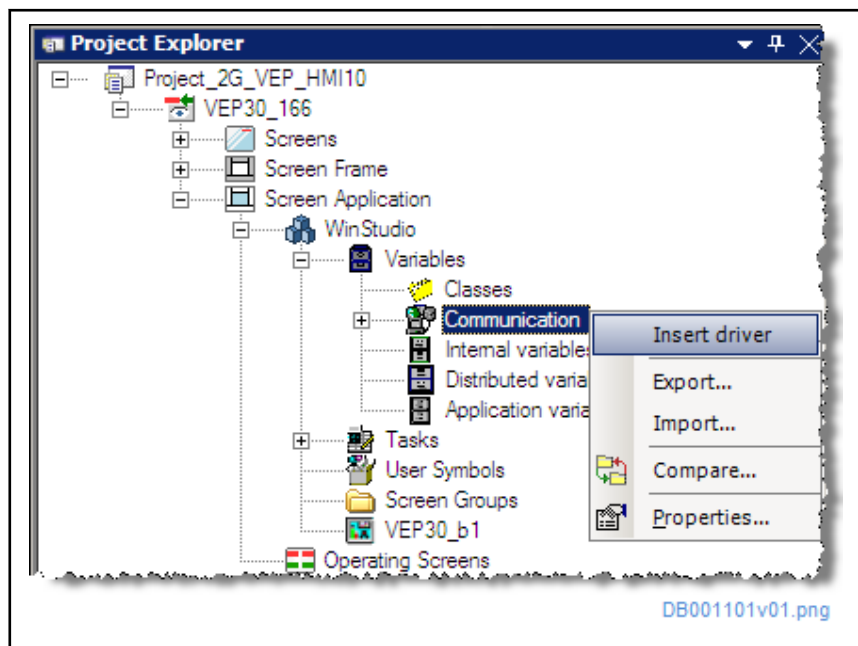 Project Explorer
Project_2G_VEP_HMI10
VEP30_166
Screens
Screen Frame
Screen Application
WinStudio
Variables
Classes
Communication
Insert driver
Internal variables
Distributed varia
Export...
Application varia
Import...
Tasks
Compare...
User Symbols
Screen Groups
Properties...
VEP30_b1
Operating Screens
DB001101v01.png